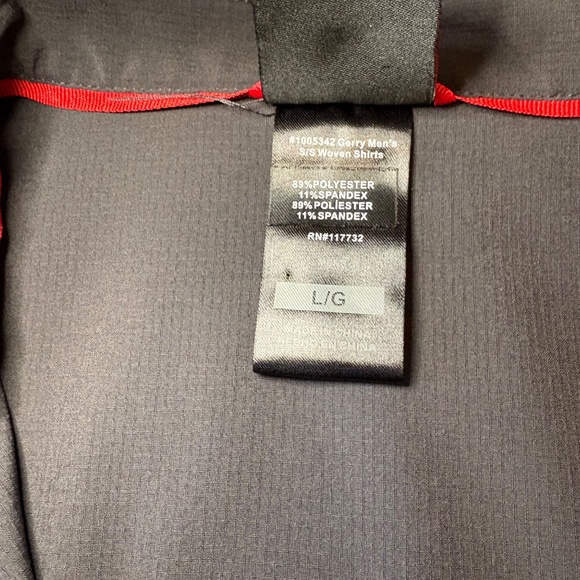 #1005342 Gerry Men's
S/S Woven Shirts
89%POLYESTER
11%SPANDEX
89%POLIESTER
11%SPANDEX
RN#117732
L/G
MADE IN CHINA
HECHO EN CHINA